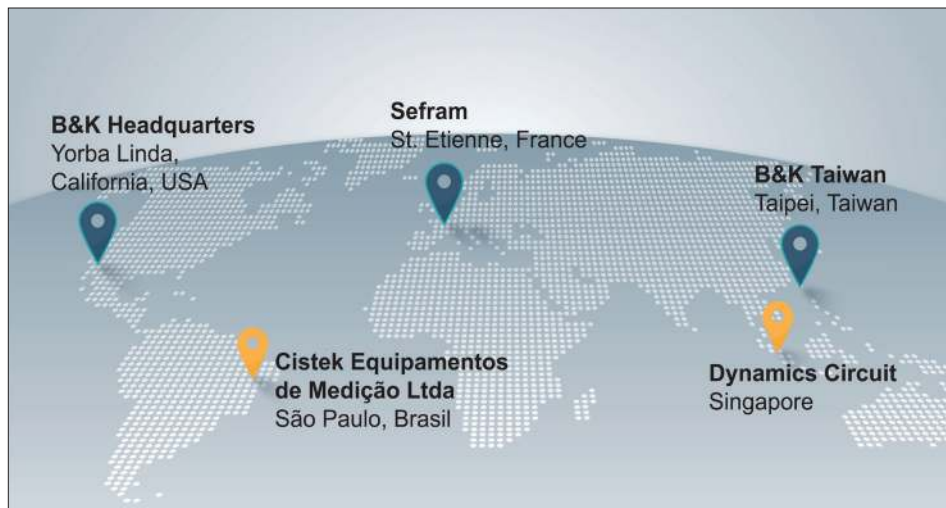 B&K Headquarters
Yorba Linda,
California, USA
Sefram
St. Etienne, France
B&K Taiwan
Taipei, Taiwan
Cistek Equipamentos
de Medição Ltda
São Paulo, Brasil
Dynamics Circuit
Singapore